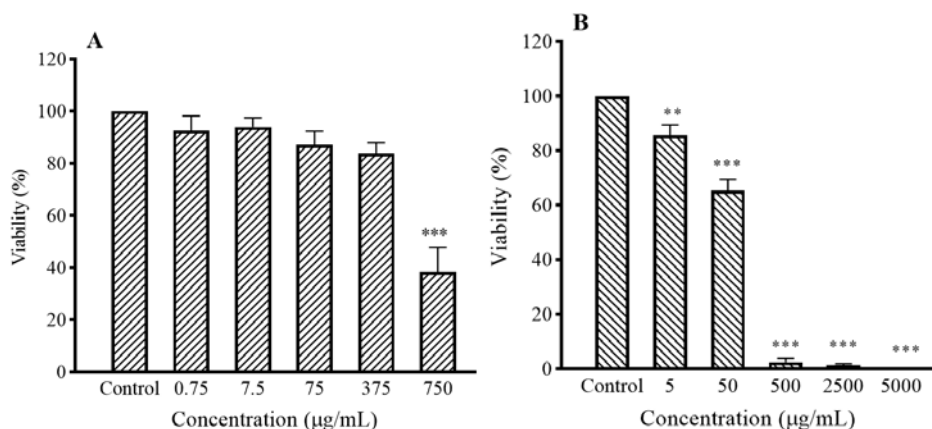 A
120
100
80
60
40
20
0
Viability (%)
***
Control 0.75 7.5 75 375 750
Concentration (µg/mL)
B
120
100
80
60
40
20
0
Viability (%)
** *** *** *** ***
Control 5 50 500 2500 5000
Concentration (µg/mL)